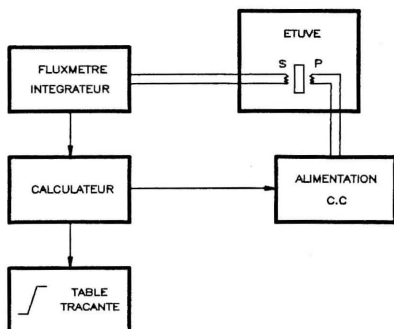 ETUVE
S P
FLUXMETRE
INTEGRATEUR
CALCULATEUR
ALIMENTATION
C.C
TABLE
TRACANTE